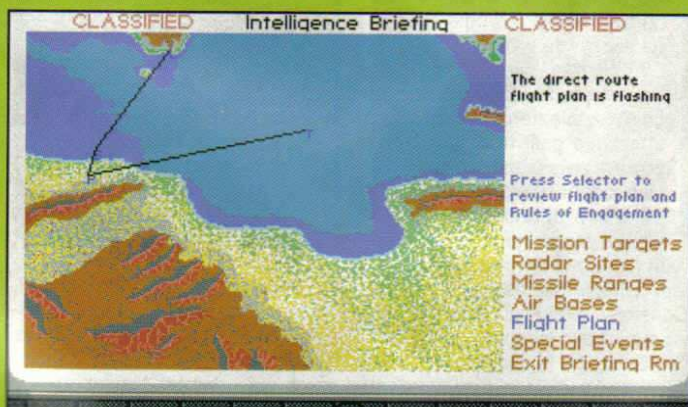 CLASSIFIED Intelligence Briefing CLASSIFIED
The direct route
flight plan is flashing
Press Selector to
review flight plan and
Rules of Engagement
Mission Targets
Radar Sites
Missile Ranges
Air Bases
Flight Plan
Special Events
Exit Briefing Rm